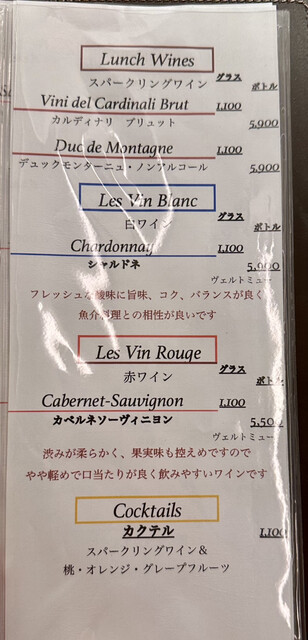 Lunch Wines
スパークリングワイン グラス ボトル
Vini del Cardinali Brut 1,100
カルディナリ ブリュット 5,900
Duc de Montagne 1,100
デュックモンターニュ・ノンアルコール 5,900
Les Vin Blanc
白ワイン グラス ボトル
Chardonnay 1,100
シャルドネ
ヴェルトミュー
フレッシュな酸味に旨味、コク、バランスが良く
魚介料理との相性が良いです
Les Vin Rouge
赤ワイン グラス ボトル
Cabernet-Sauvignon 1,100
カベルネソーヴィニヨン 5,500
ヴェルトミュー
渋みが柔らかく、果実味も控えめですので
やや軽めで口当たりが良く飲みやすいワインです
Cocktails
カクテル 1,100
スパークリングワイン&
桃・オレンジ・グレープフルーツ